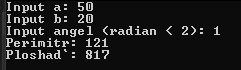 Input a: 50
Input b: 20
Input angel (radian < 2): 1
Perimitr: 121
Ploshad`: 817